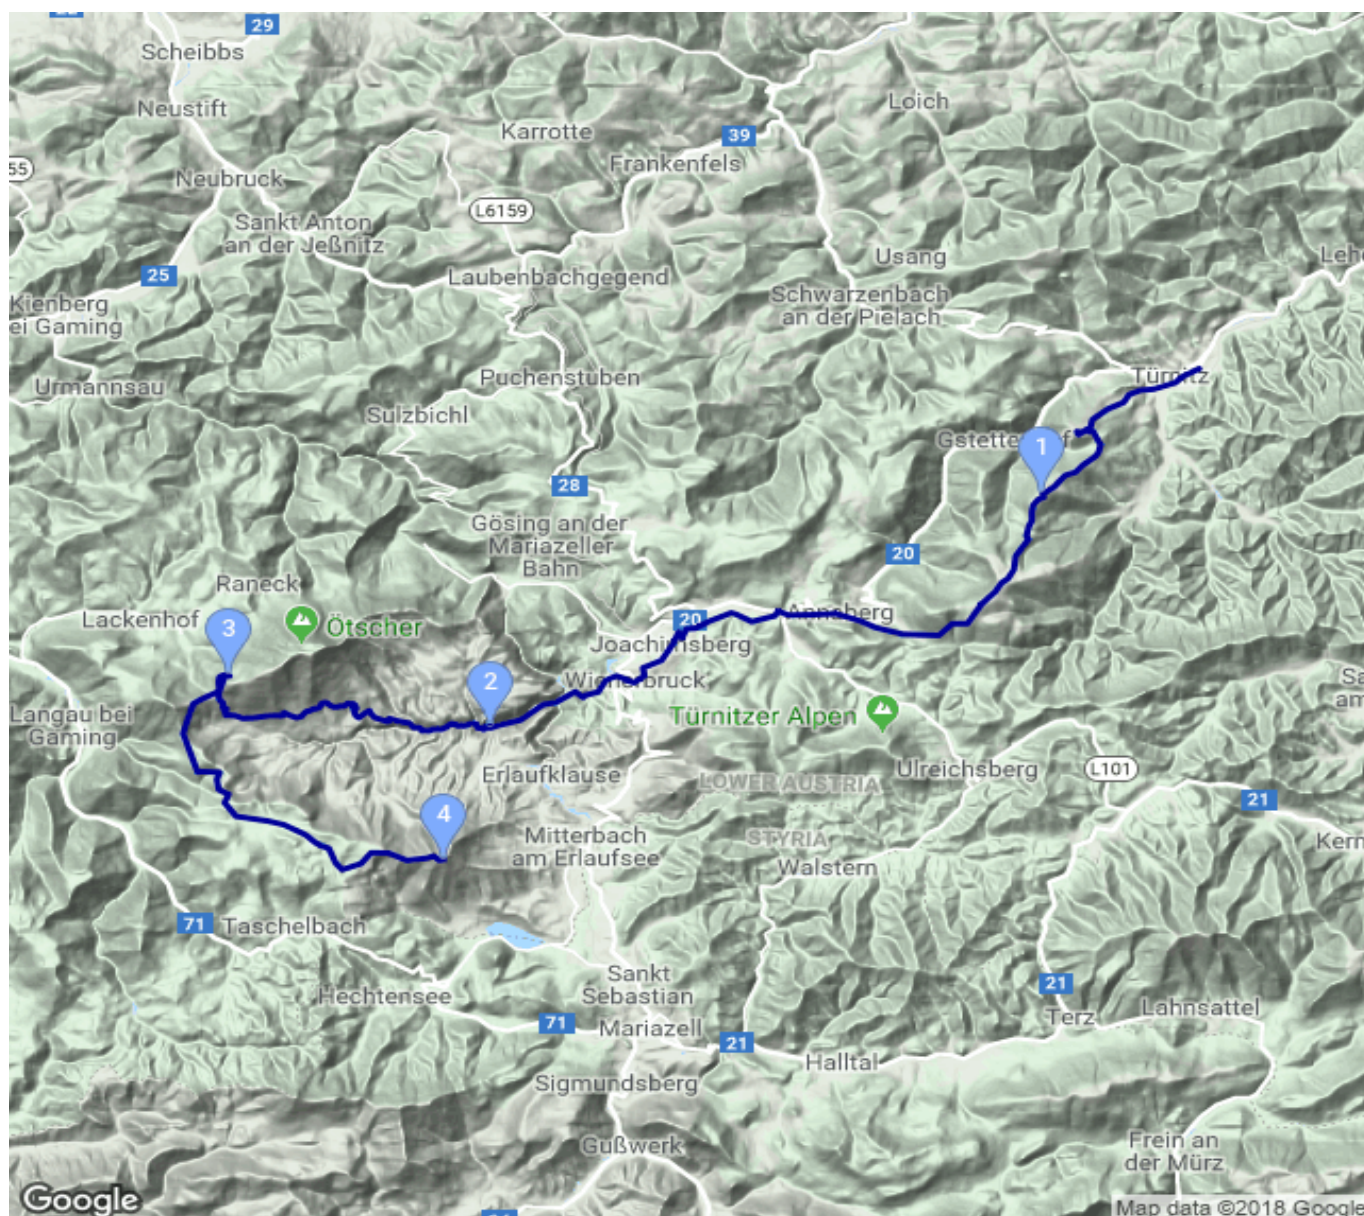 29
Scheibbs
Neustift
Loich
Karrotte
39
Frankenfels
55
Neubruck
L6159
Sankt Anton
an der Jeßnitz
Usang
25
Laubenbachgegend
Schwarzenbach
an der Pielach
Kienberg
ei Gaming
Urmannsau
Puchenstuben
Türnitz
Sulzbichl
1
28
Gösing an der
Mariazeller
Bahn
20
Raneck
Lackenhof
3
Ötscher
20
Annaberg
Joachimsberg
2
Wienerbruck
Langau bei
Gaming
Türnitzer Alpen
Erlaufklause
LOWER AUSTRIA
Ulreichsberg
L101
21
4
Mitterbach
am Erlaufsee
STYRIA
Walstern
71
Taschelbach
Hechtensee
Sankt
Sebastian
21
Lahnsattel
Terz
71
Mariazell
21
Halltal
Sigmundsberg
Gußwerk
Frein an
der Mürz
Google
Map data ©2018 Google